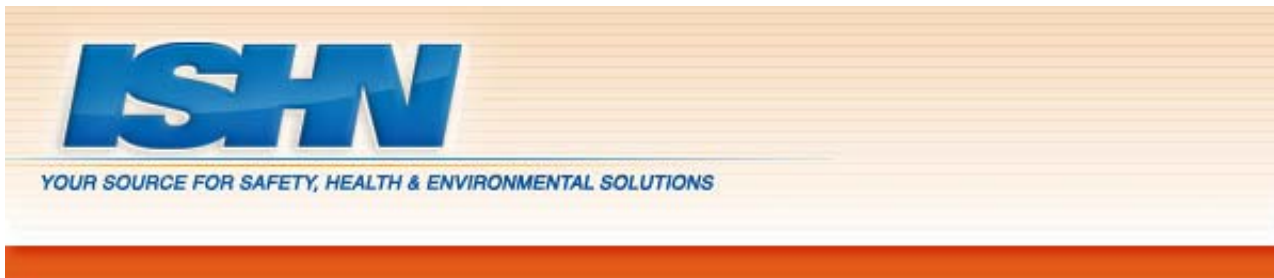 ISHN
YOUR SOURCE FOR SAFETY, HEALTH & ENVIRONMENTAL SOLUTIONS